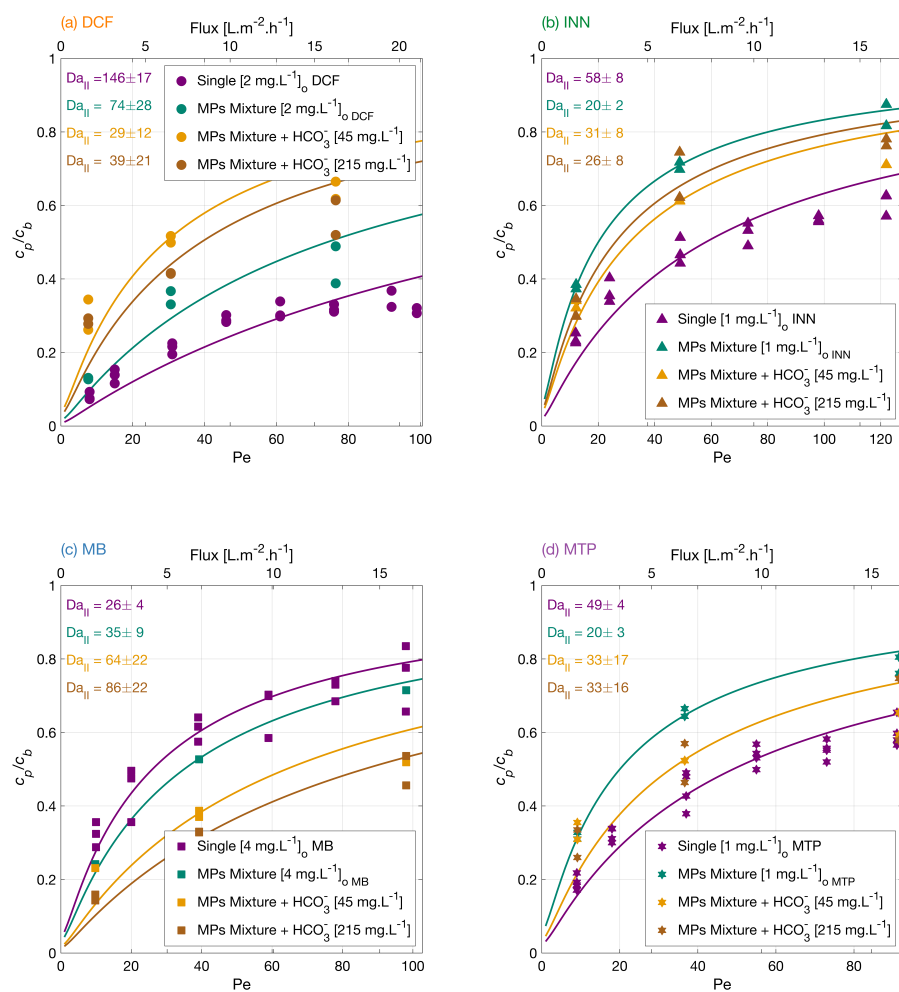 (a) DCF
Flux [L.m⁻².h⁻¹]
0 5 10 15 20
1
0.8
0.6
0.4
0.2
0
c_p/c_b
Da_II =146±17
Da_II = 74±28
Da_II = 29±12
Da_II = 39±21
Single [2 mg.L⁻¹]_o DCF
MPs Mixture [2 mg.L⁻¹]_o DCF
MPs Mixture + HCO₃⁻ [45 mg.L⁻¹]
MPs Mixture + HCO₃⁻ [215 mg.L⁻¹]
0 20 40 60 80 100
Pe
(b) INN
Flux [L.m⁻².h⁻¹]
0 5 10 15
1
0.8
0.6
0.4
0.2
0
c_p/c_b
Da_II = 58± 8
Da_II = 20± 2
Da_II = 31± 8
Da_II = 26± 8
Single [1 mg.L⁻¹]_o INN
MPs Mixture [1 mg.L⁻¹]_o INN
MPs Mixture + HCO₃⁻ [45 mg.L⁻¹]
MPs Mixture + HCO₃⁻ [215 mg.L⁻¹]
0 20 40 60 80 100 120
Pe
(c) MB
Flux [L.m⁻².h⁻¹]
0 5 10 15
1
0.8
0.6
0.4
0.2
0
c_p/c_b
Da_II = 26± 4
Da_II = 35± 9
Da_II = 64±22
Da_II = 86±22
Single [4 mg.L⁻¹]_o MB
MPs Mixture [4 mg.L⁻¹]_o MB
MPs Mixture + HCO₃⁻ [45 mg.L⁻¹]
MPs Mixture + HCO₃⁻ [215 mg.L⁻¹]
0 20 40 60 80 100
Pe
(d) MTP
Flux [L.m⁻².h⁻¹]
0 5 10 15
1
0.8
0.6
0.4
0.2
0
c_p/c_b
Da_II = 49± 4
Da_II = 20± 3
Da_II = 33±17
Da_II = 33±16
Single [1 mg.L⁻¹]_o MTP
MPs Mixture [1 mg.L⁻¹]_o MTP
MPs Mixture + HCO₃⁻ [45 mg.L⁻¹]
MPs Mixture + HCO₃⁻ [215 mg.L⁻¹]
0 20 40 60 80
Pe